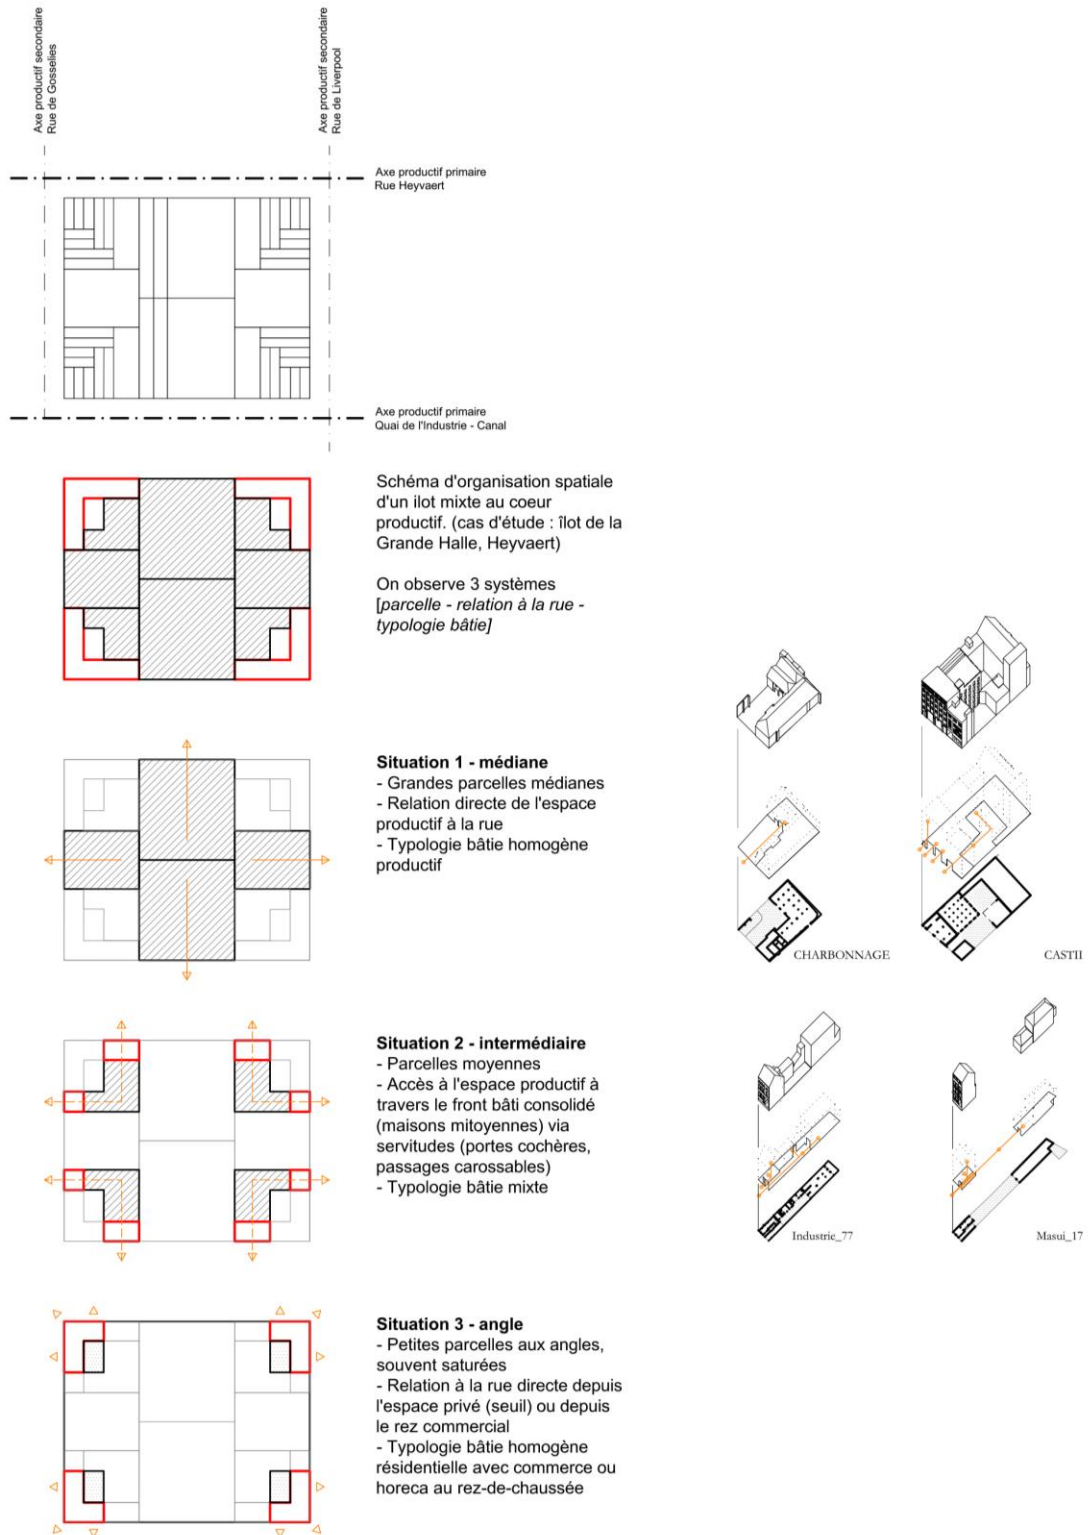 Axe productif secondaire
Rue de Gosselies
Axe productif secondaire
Rue de Liverpool
Axe productif primaire
Rue Heyvaert
Axe productif primaire
Quai de l'Industrie - Canal
Schéma d'organisation spatiale
d'un ilot mixte au coeur
productif. (cas d'étude : îlot de la
Grande Halle, Heyvaert)
On observe 3 systèmes
[parcelle - relation à la rue -
typologie bâtie]
Situation 1 - médiane
- Grandes parcelles médianes
- Relation directe de l'espace
productif à la rue
- Typologie bâtie homogène
productif
CHARBONNAGE
CASTII
Situation 2 - intermédiaire
- Parcelles moyennes
- Accès à l'espace productif à
travers le front bâti consolidé
(maisons mitoyennes) via
servitudes (portes cochères,
passages carossables)
- Typologie bâtie mixte
Industrie_77
Masui_17
Situation 3 - angle
- Petites parcelles aux angles,
souvent saturées
- Relation à la rue directe depuis
l'espace privé (seuil) ou depuis
le rez commercial
- Typologie bâtie homogène
résidentielle avec commerce ou
horeca au rez-de-chaussée